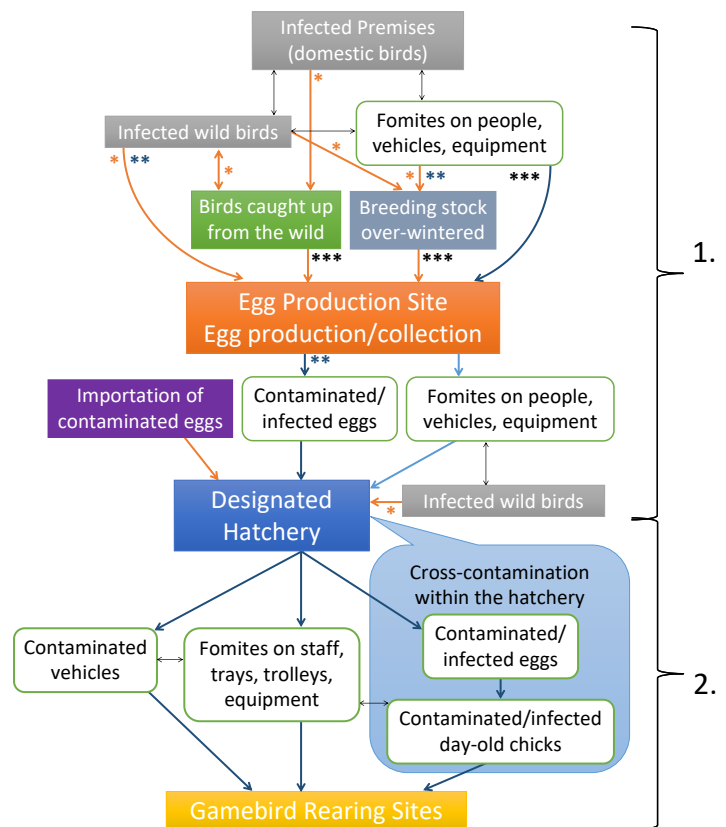 Infected Premises
(domestic birds)
*
Infected wild birds
Fomites on people,
vehicles, equipment
* **
*
*
* **
***
Birds caught up
from the wild
Breeding stock
over-wintered
***
***
1.
Egg Production Site
Egg production/collection
**
Importation of
contaminated eggs
Contaminated/
infected eggs
Fomites on people,
vehicles, equipment
Designated
Hatchery
*
Infected wild birds
Cross-contamination
within the hatchery
Contaminated
vehicles
Fomites on staff,
trays, trolleys,
equipment
Contaminated/
infected eggs
Contaminated/infected
day-old chicks
2.
Gamebird Rearing Sites